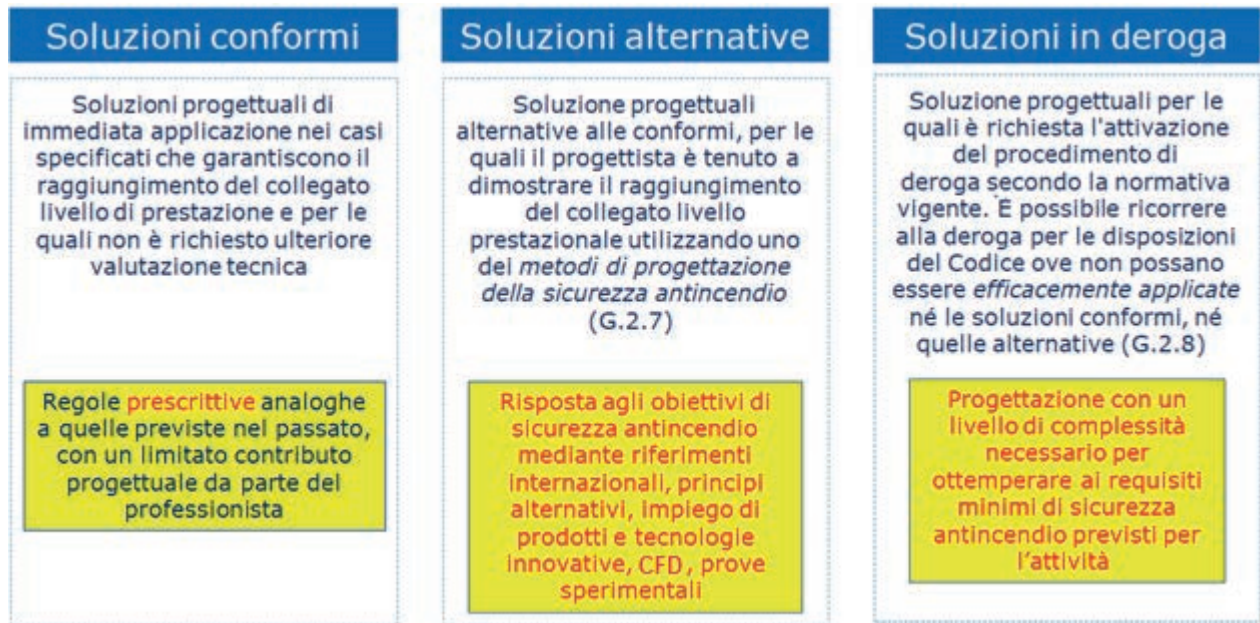 Soluzioni conformi
Soluzioni progettuali di
immediata applicazione nei casi
specificati che garantiscono il
raggiungimento del collegato
livello di prestazione e per le
quali non è richiesto ulteriore
valutazione tecnica
Regole prescrittive analoghe
a quelle previste nel passato,
con un limitato contributo
progettuale da parte del
professionista
Soluzioni alternative
Soluzione progettuali
alternative alle conformi, per le
quali il progettista è tenuto a
dimostrare il raggiungimento
del collegato livello
prestazionale utilizzando uno
dei metodi di progettazione
della sicurezza antincendio
(G.2.7)
Risposta agli obiettivi di
sicurezza antincendio
mediante riferimenti
internazionali, principi
alternativi, impiego di
prodotti e tecnologie
innovative, CFD, prove
sperimentali
Soluzioni in deroga
Soluzione progettuali per le
quali è richiesta l'attivazione
del procedimento di
deroga secondo la normativa
vigente. È possibile ricorrere
alla deroga per le disposizioni
del Codice ove non possano
essere efficacemente applicate
né le soluzioni conformi, né
quelle alternative (G.2.8)
Progettazione con un
livello di complessità
necessario per
ottemperare ai requisiti
minimi di sicurezza
antincendio previsti per
l'attività